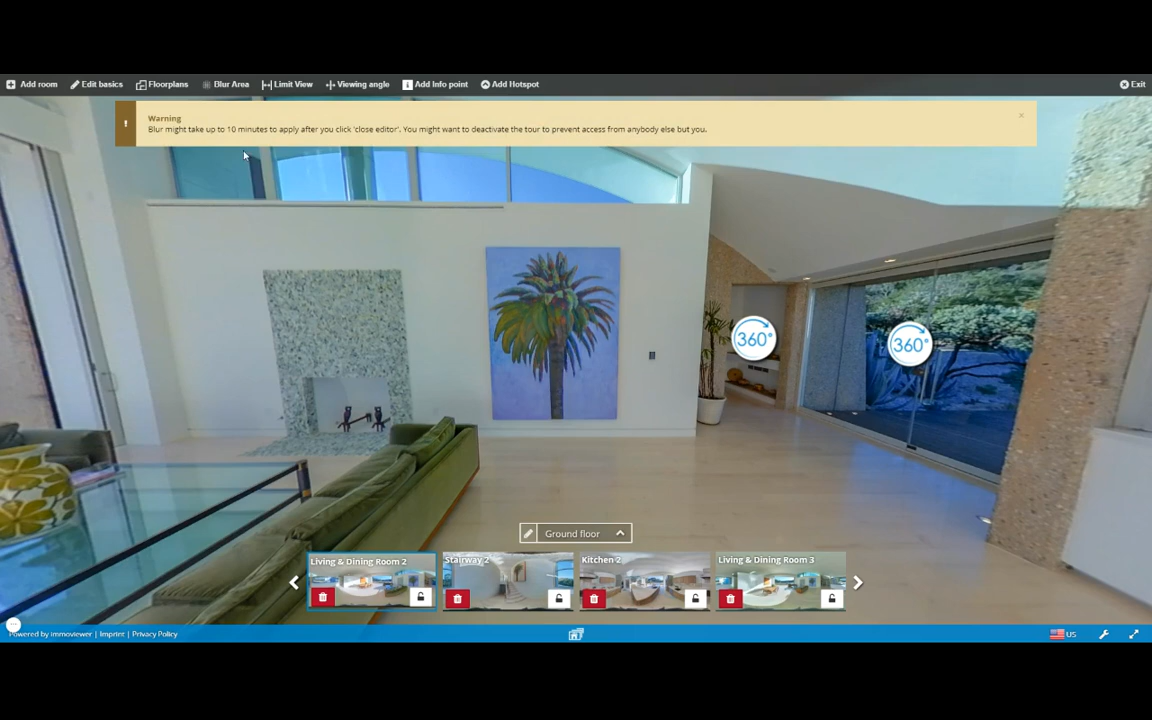 Add room Edit basics Floorplans Blur Area Limit View Viewing angle Add Info point Add Hotspot Exit
Warning
Blur might take up to 10 minutes to apply after you click 'close editor'. You might want to deactivate the tour to prevent access from anybody else but you.
360°
360°
Ground floor
Living & Dining Room 2
Stairway 2
Kitchen 2
Living & Dining Room 3
Powered by immoviewer | Imprint | Privacy Policy
US